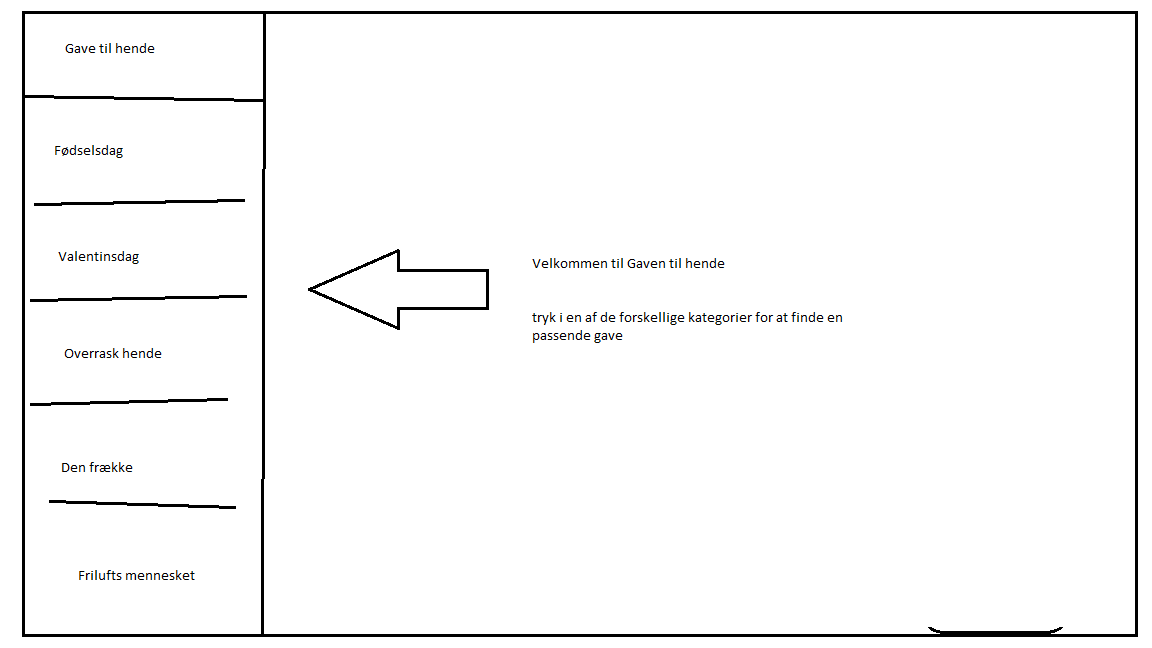 Gave til hende
Fødselsdag
Valentinsdag
Overrask hende
Den frække
Frilufts mennesket
Velkommen til Gaven til hende
tryk i en af de forskellige kategorier for at finde en
passende gave